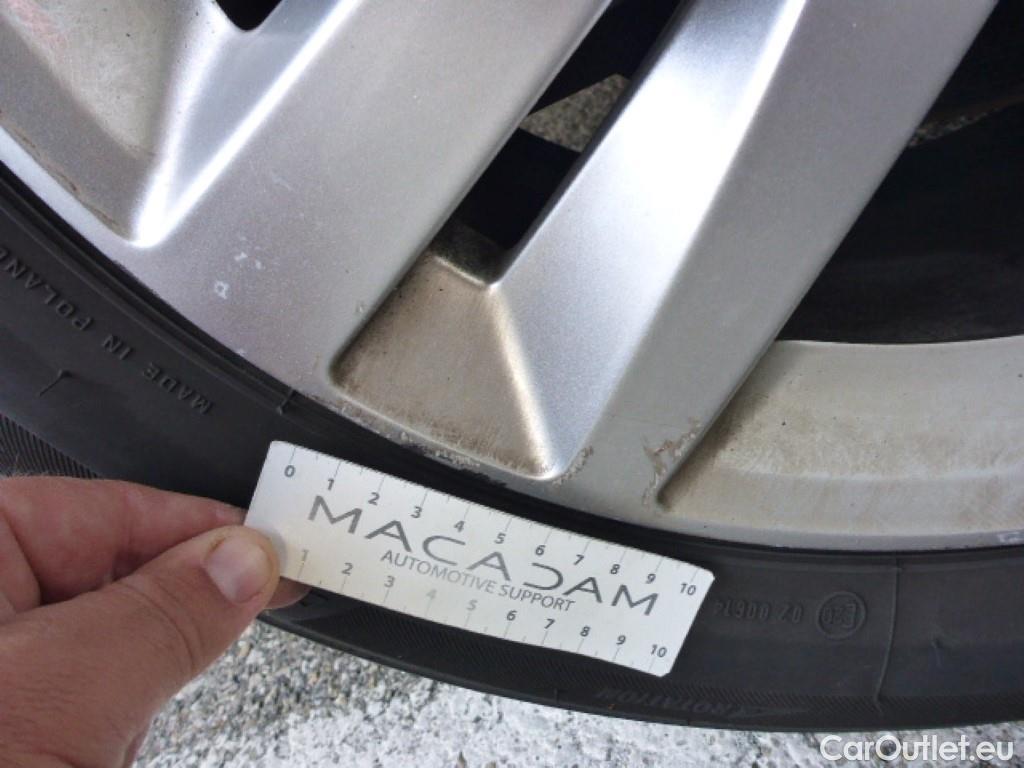 MADE IN POLAND
0 1 2 3 4 5 6 7 8 9 10
MACADAM
AUTOMOTIVE SUPPORT
1 2 3 4 5 6 7 8 9 10
ROTATION
CarOutlet.eu